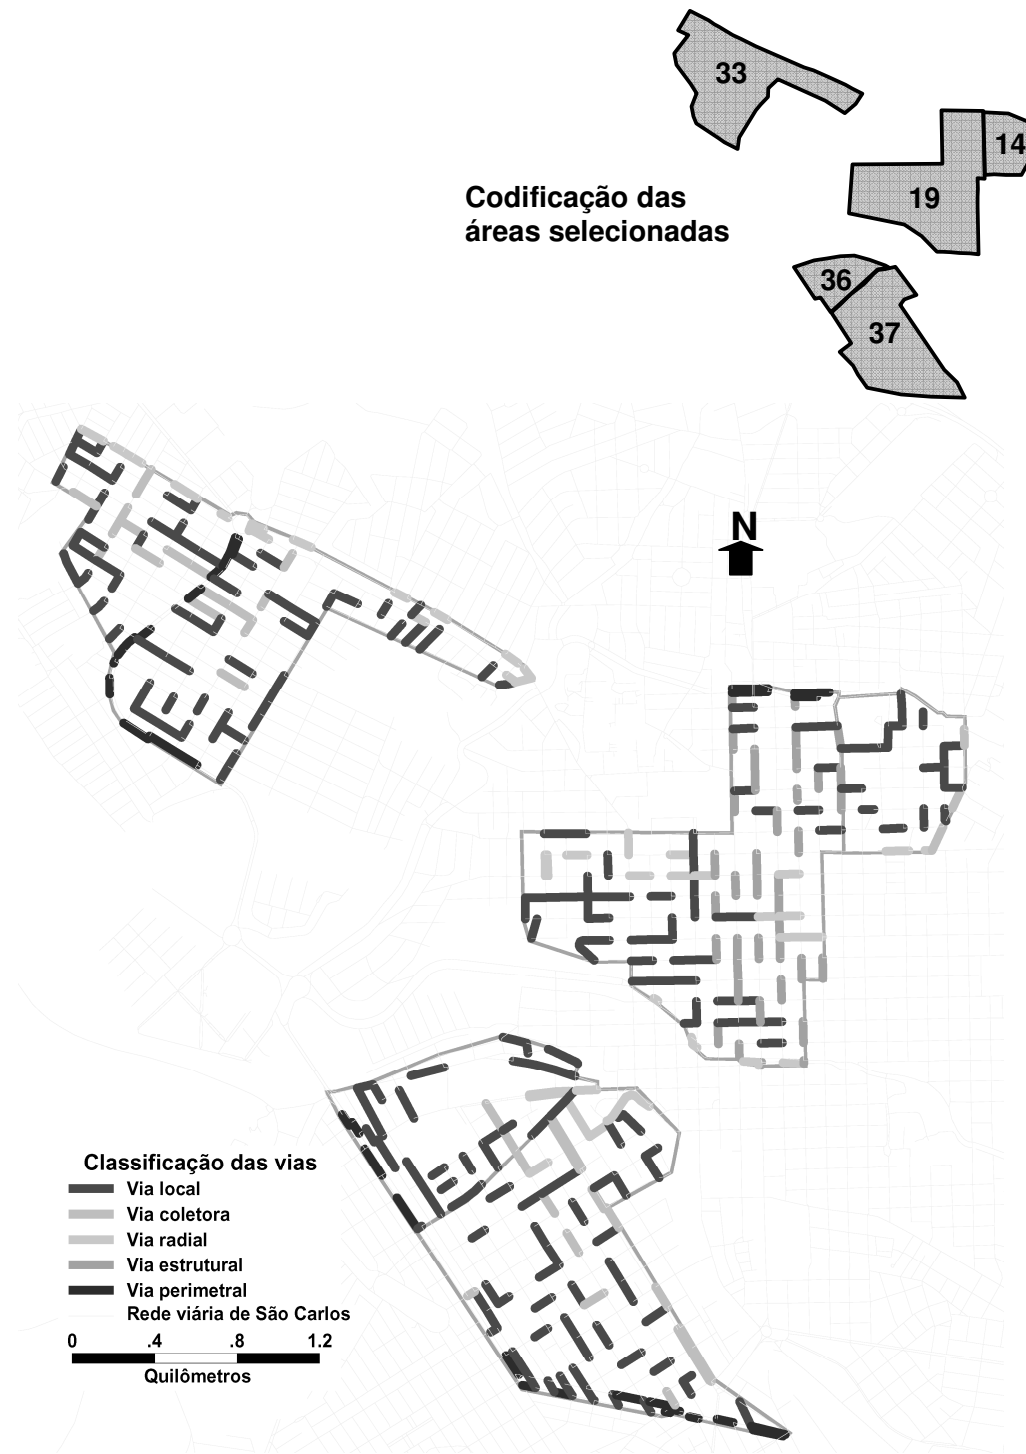 33
14
Codificação das
áreas selecionadas
19
36
37
N
Classificação das vias
Via local
Via coletora
Via radial
Via estrutural
Via perimetral
Rede viária de São Carlos
0 .4 .8 1.2
Quilômetros